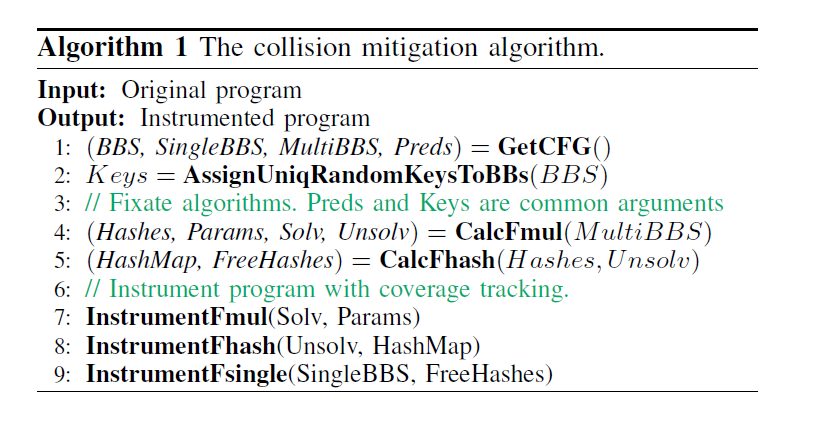 Algorithm 1 The collision mitigation algorithm.
Input: Original program
Output: Instrumented program
1: (BBS, SingleBBS, MultiBBS, Preds) = GetCFG()
2: Keys = AssignUniqRandomKeysToBBs(BBS)
3: // Fixate algorithms. Preds and Keys are common arguments
4: (Hashes, Params, Solv, Unsolv) = CalcFmul(MultiBBS)
5: (HashMap, FreeHashes) = CalcFhash(Hashes, Unsolv)
6: // Instrument program with coverage tracking.
7: InstrumentFmul(Solv, Params)
8: InstrumentFhash(Unsolv, HashMap)
9: InstrumentFsingle(SingleBBS, FreeHashes)